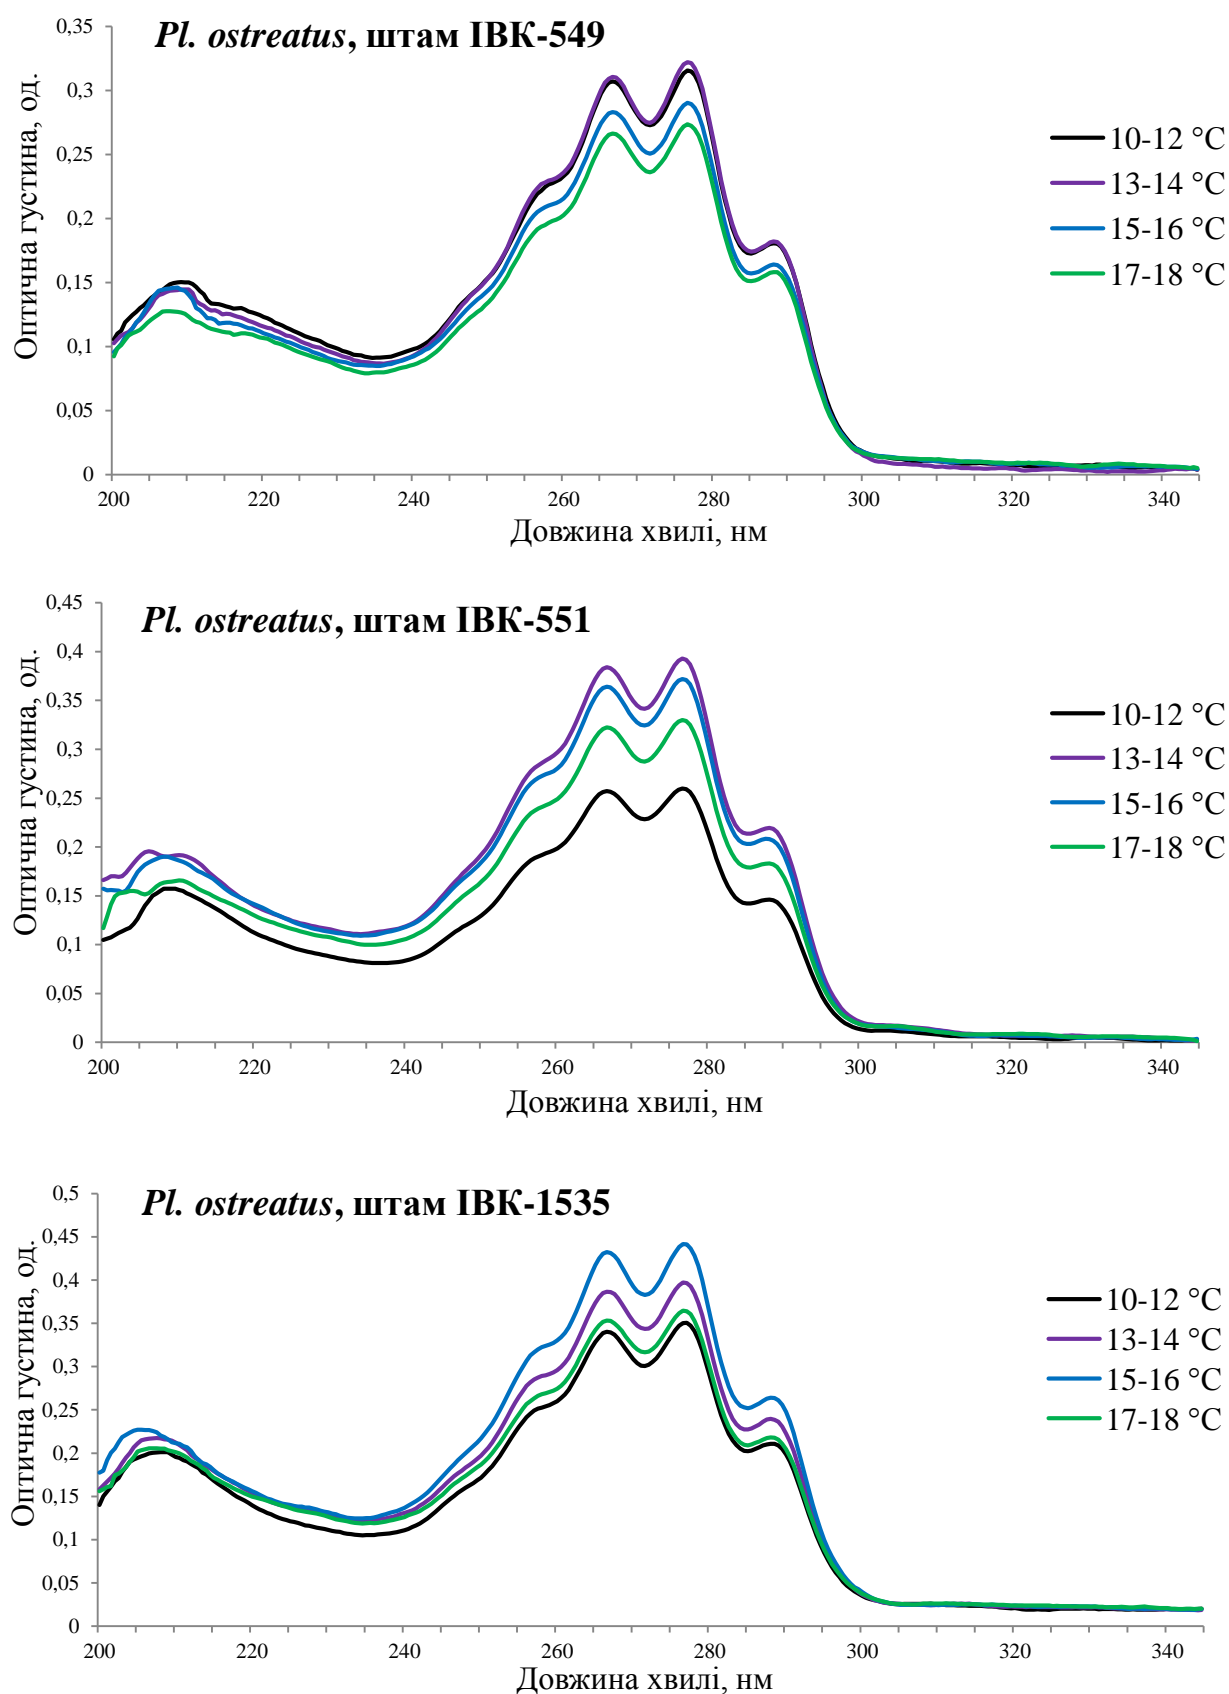 Pl. ostreatus, штам ІВК-549
Оптична густина, од.
0,35
0,3
0,25
0,2
0,15
0,1
0,05
0
200 220 240 260 280 300 320 340
Довжина хвилі, нм
10-12 °C
13-14 °C
15-16 °C
17-18 °C
Pl. ostreatus, штам ІВК-551
Оптична густина, од.
0,45
0,4
0,35
0,3
0,25
0,2
0,15
0,1
0,05
0
200 220 240 260 280 300 320 340
Довжина хвилі, нм
10-12 °C
13-14 °C
15-16 °C
17-18 °C
Pl. ostreatus, штам ІВК-1535
Оптична густина, од.
0,5
0,45
0,4
0,35
0,3
0,25
0,2
0,15
0,1
0,05
0
200 220 240 260 280 300 320 340
Довжина хвилі, нм
10-12 °C
13-14 °C
15-16 °C
17-18 °C